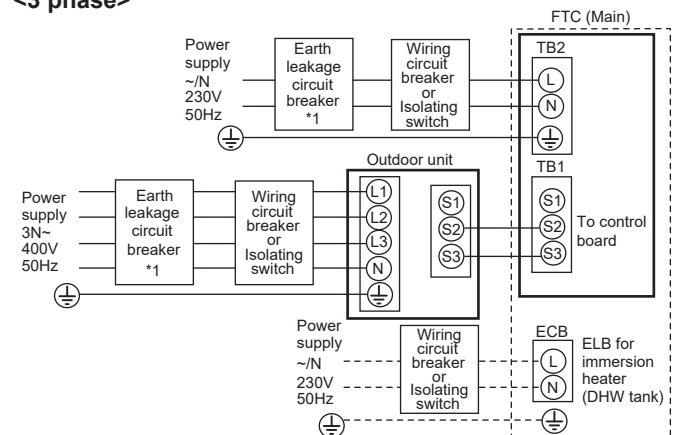 <3 phase>
FTC (Main)
Power
supply
~/N
230V
50Hz
Earth
leakage
circuit
breaker
*1
Wiring
circuit
breaker
or
Isolating
switch
TB2
L
N
Outdoor unit
TB1
Power
supply
3N~
400V
50Hz
Earth
leakage
circuit
breaker
*1
Wiring
circuit
breaker
or
Isolating
switch
L1
L2
L3
N
S1
S2
S3
S1
S2
S3
To control
board
Power
supply
~/N
230V
50Hz
Wiring
circuit
breaker
or
Isolating
switch
ECB
L
N
ELB for
immersion
heater
(DHW tank)